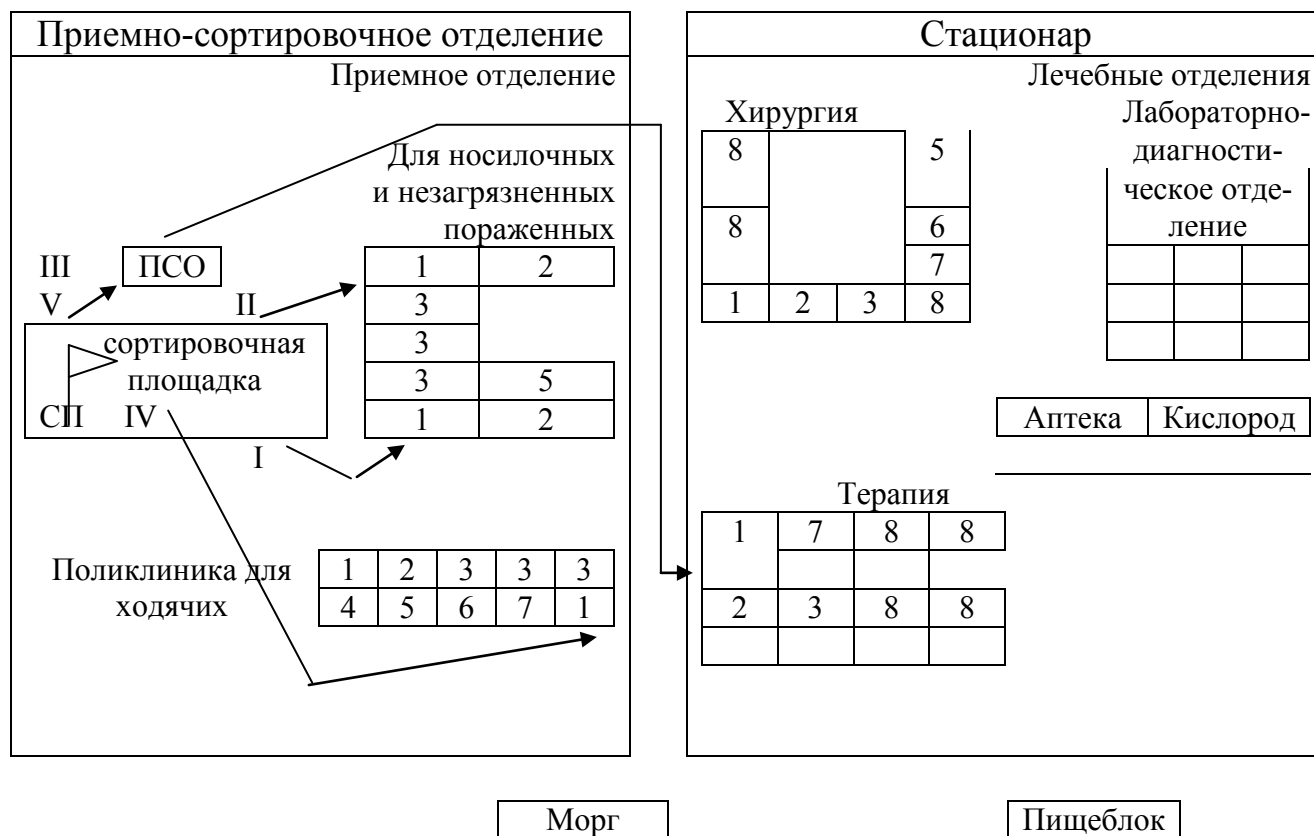 Приемно-сортировочное отделение
Приемное отделение
Для носилочных
и незагрязненных
пораженных
III ПСО
V II
1 2
3
3
3 5
1 2
сортировочная
площадка
СП IV
I
Поликлиника для
ходячих
1 2 3 3 3
4 5 6 7 1
Стационар
Лечебные отделения
Хирургия
8 5
8 6
7
1 2 3 8
Лабораторно-
диагности-
ческое отде-
ление
Аптека Кислород
Терапия
1 7 8 8
2 3 8 8
Морг
Пищеблок